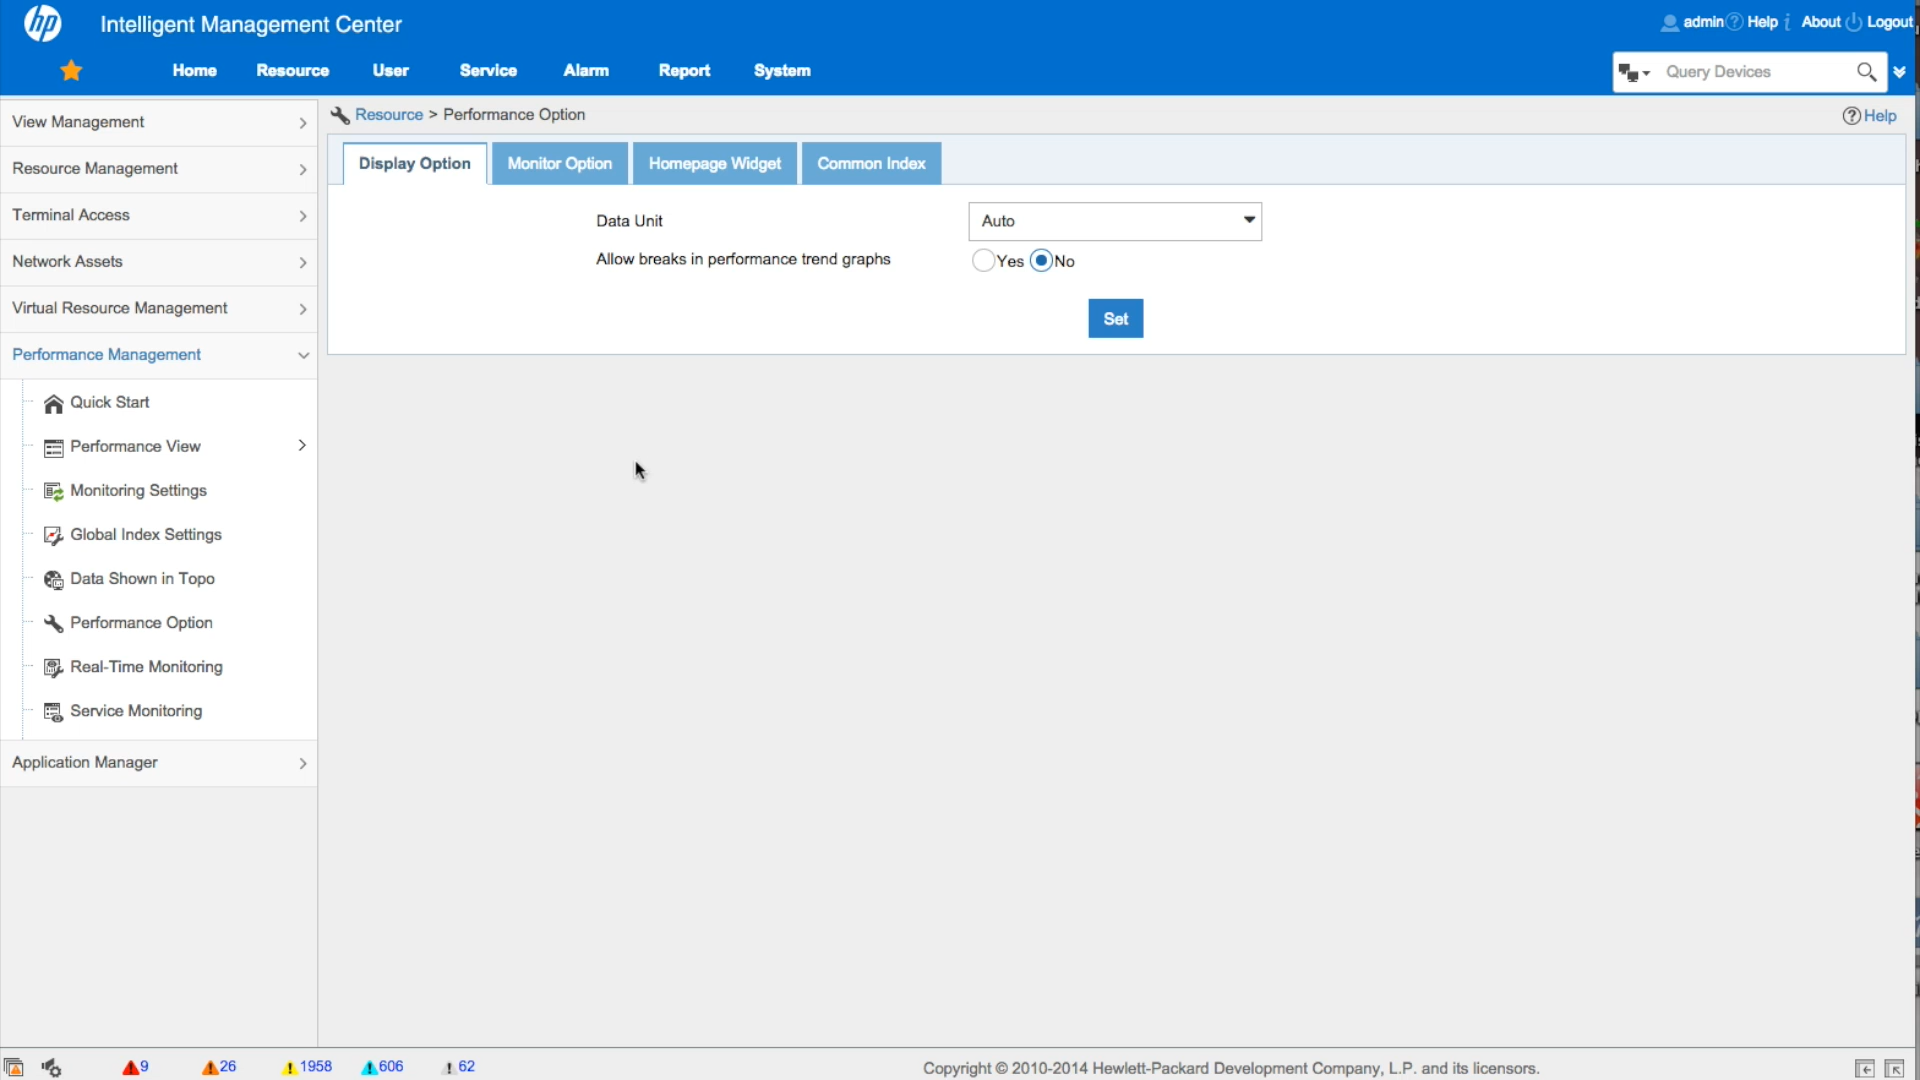 hp Intelligent Management Center
admin Help i About Logout
Home Resource User Service Alarm Report System
Query Devices
View Management
Resource Management
Terminal Access
Network Assets
Virtual Resource Management
Performance Management
Quick Start
Performance View
Monitoring Settings
Global Index Settings
Data Shown in Topo
Performance Option
Real-Time Monitoring
Service Monitoring
Application Manager
Resource > Performance Option
Help
Display Option Monitor Option Homepage Widget Common Index
Data Unit Auto
Allow breaks in performance trend graphs Yes No
Set
9 26 1958 606 62
Copyright © 2010-2014 Hewlett-Packard Development Company, L.P. and its licensors.